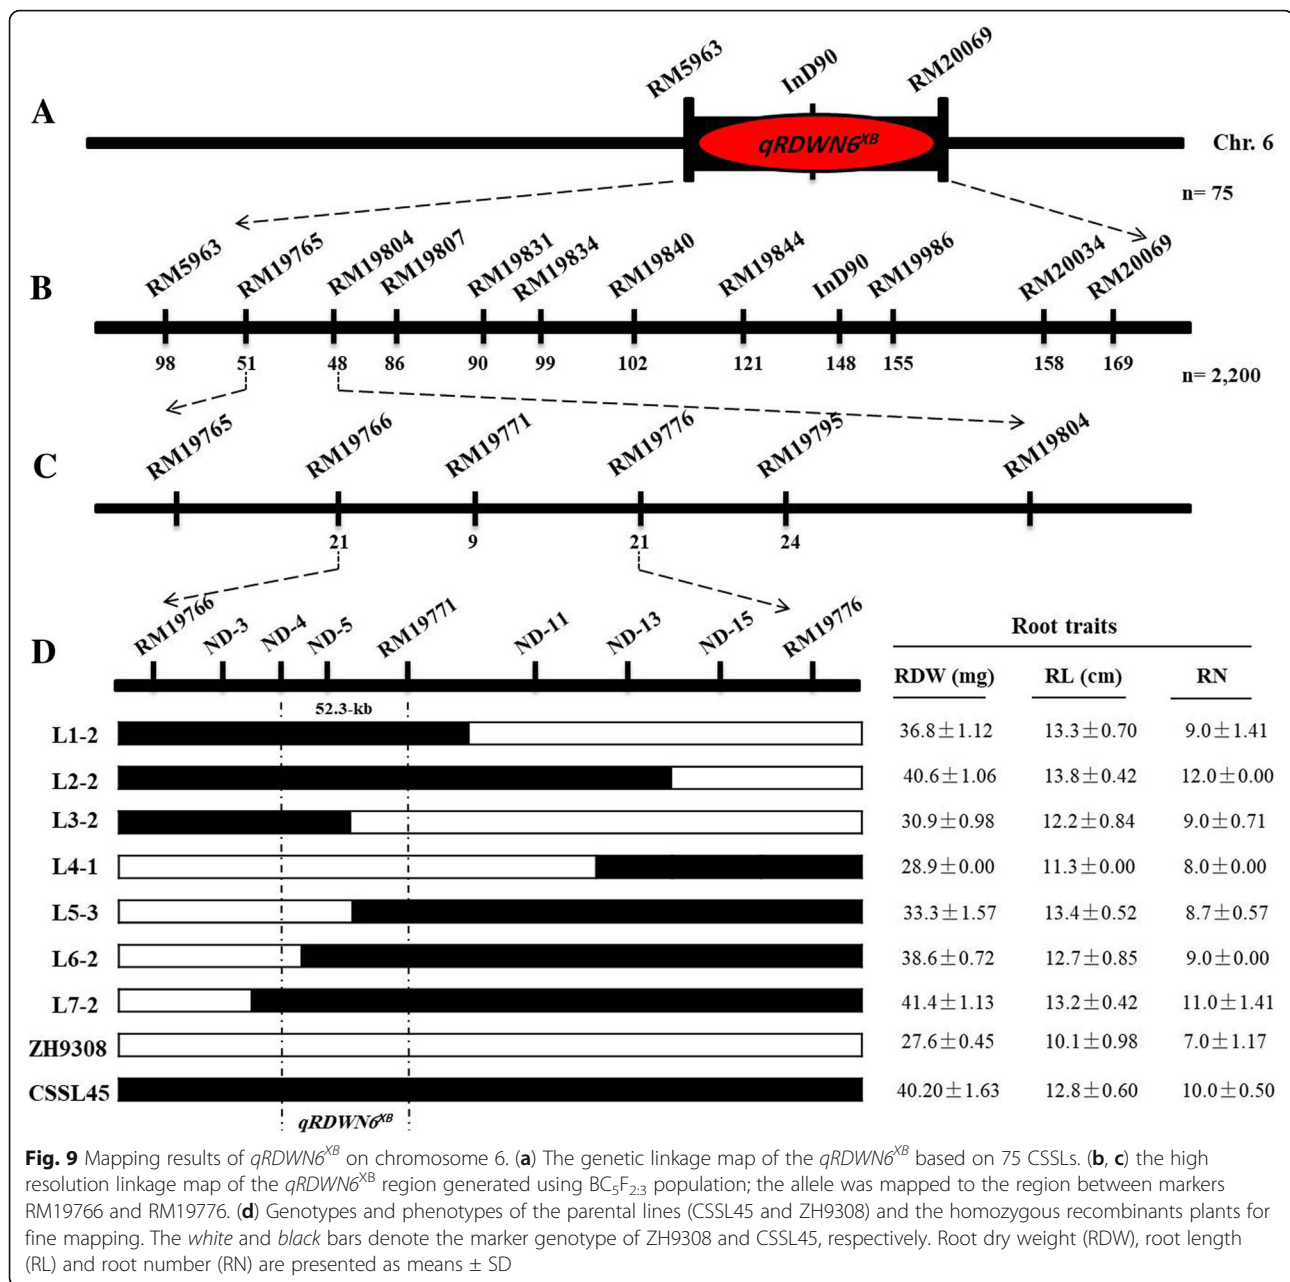 A
RM5963 InD90 RM20069
qRDWN6^XB
Chr. 6
n= 75
B
RM5963 RM19765 RM19804 RM19807 RM19831 RM19834 RM19840 RM19844 InD90 RM19986 RM20034 RM20069
98 51 48 86 90 99 102 121 148 155 158 169
n= 2,200
C
RM19765 RM19766 RM19771 RM19776 RM19795 RM19804
21 9 21 24
D
RM19766 ND-3 ND-4 ND-5 RM19771 ND-11 ND-13 ND-15 RM19776
Root traits
RDW (mg) RL (cm) RN
52.3-kb
L1-2 36.8±1.12 13.3±0.70 9.0±1.41
L2-2 40.6±1.06 13.8±0.42 12.0±0.00
L3-2 30.9±0.98 12.2±0.84 9.0±0.71
L4-1 28.9±0.00 11.3±0.00 8.0±0.00
L5-3 33.3±1.57 13.4±0.52 8.7±0.57
L6-2 38.6±0.72 12.7±0.85 9.0±0.00
L7-2 41.4±1.13 13.2±0.42 11.0±1.41
ZH9308 27.6±0.45 10.1±0.98 7.0±1.17
CSSL45 40.20±1.63 12.8±0.60 10.0±0.50
qRDWN6^XB
Fig. 9 Mapping results of qRDWN6^XB on chromosome 6. (a) The genetic linkage map of the qRDWN6^XB based on 75 CSSLs. (b, c) the high
resolution linkage map of the qRDWN6^XB region generated using BC5F2:3 population; the allele was mapped to the region between markers
RM19766 and RM19776. (d) Genotypes and phenotypes of the parental lines (CSSL45 and ZH9308) and the homozygous recombinants plants for
fine mapping. The white and black bars denote the marker genotype of ZH9308 and CSSL45, respectively. Root dry weight (RDW), root length
(RL) and root number (RN) are presented as means ± SD